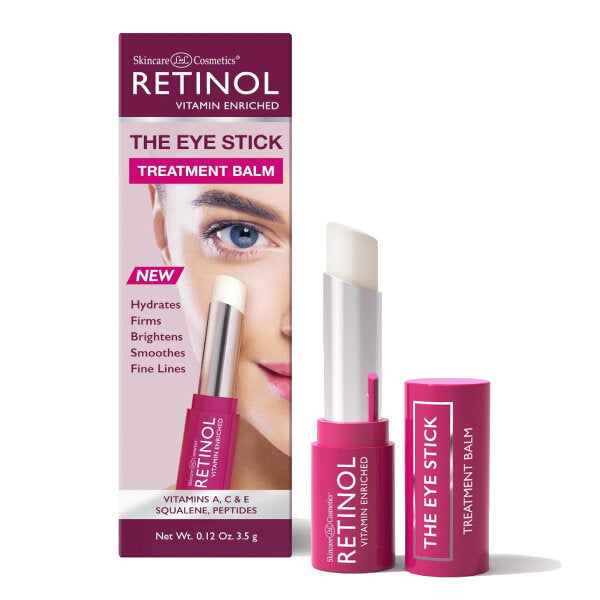 Skincare L&L Cosmetics®
RETINOL
VITAMIN ENRICHED
THE EYE STICK
TREATMENT BALM
NEW
Hydrates
Firms
Brightens
Smoothes
Fine Lines
RETINOL
VITAMIN ENRICHED
VITAMINS A, C & E
SQUALENE, PEPTIDES
Net Wt. 0.12 Oz. 3.5 g
Skincare L&L Cosmetics®
RETINOL
VITAMIN ENRICHED
THE EYE STICK
TREATMENT BALM